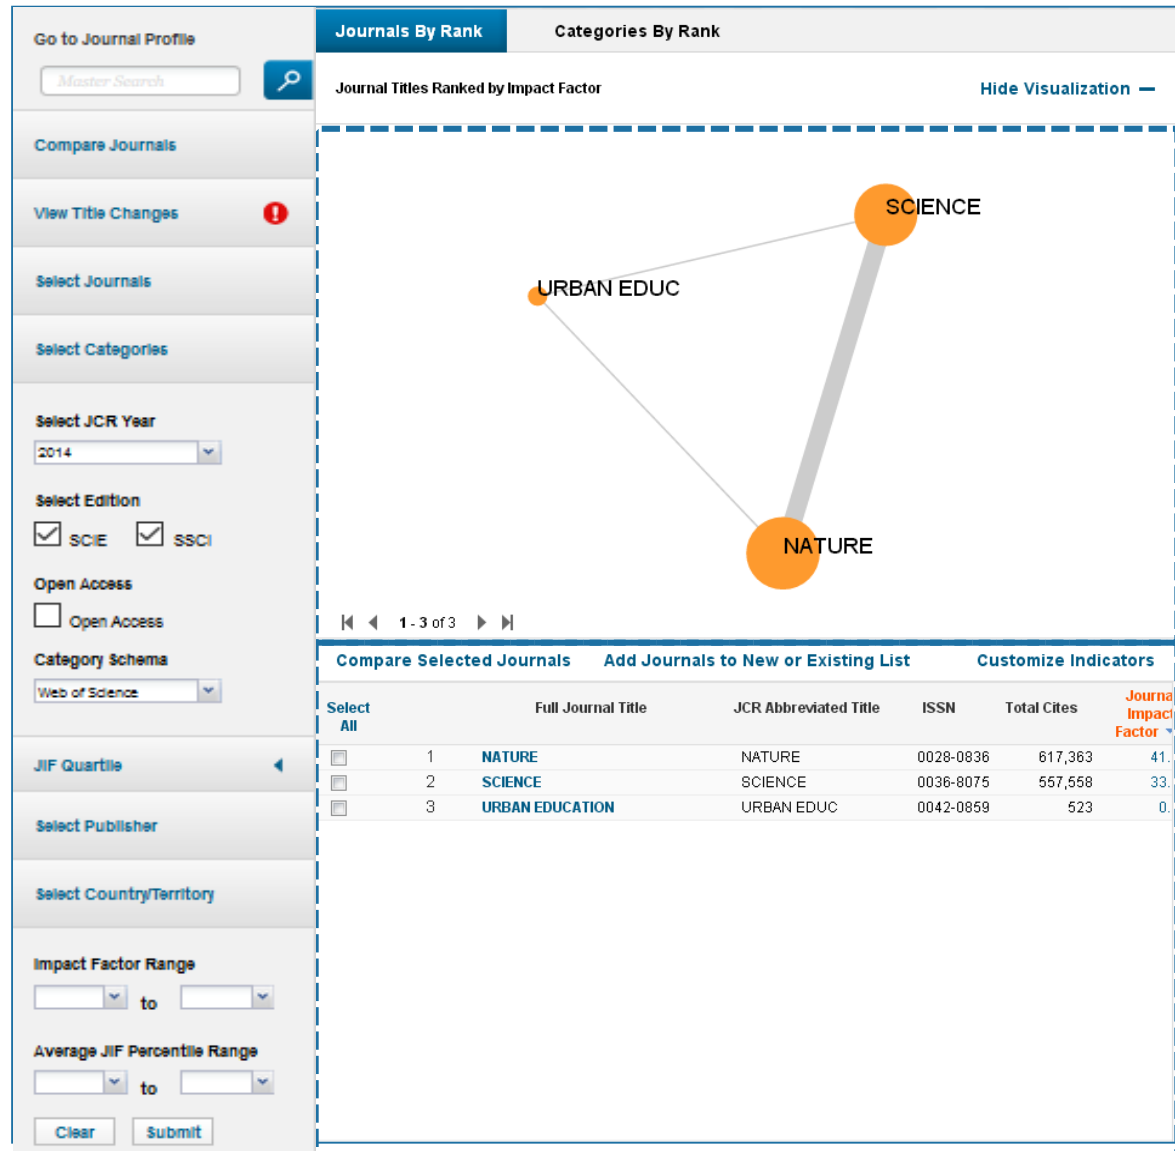 Go to Journal Profile
Master Search
Compare Journals
View Title Changes
Select Journals
Select Categories
Select JCR Year
2014
Select Edition
SCIE SSCI
Open Access
Open Access
Category Schema
Web of Science
JIF Quartile
Select Publisher
Select Country/Territory
Impact Factor Range
to
Average JIF Percentile Range
to
Clear Submit
Journals By Rank Categories By Rank
Journal Titles Ranked by Impact Factor Hide Visualization
SCIENCE
URBAN EDUC
NATURE
1 - 3 of 3
Compare Selected Journals Add Journals to New or Existing List Customize Indicators
Select All Full Journal Title JCR Abbreviated Title ISSN Total Cites Journa Impact Factor
1 NATURE NATURE 0028-0836 617,363 41.
2 SCIENCE SCIENCE 0036-8075 557,558 33.
3 URBAN EDUCATION URBAN EDUC 0042-0859 523 0.